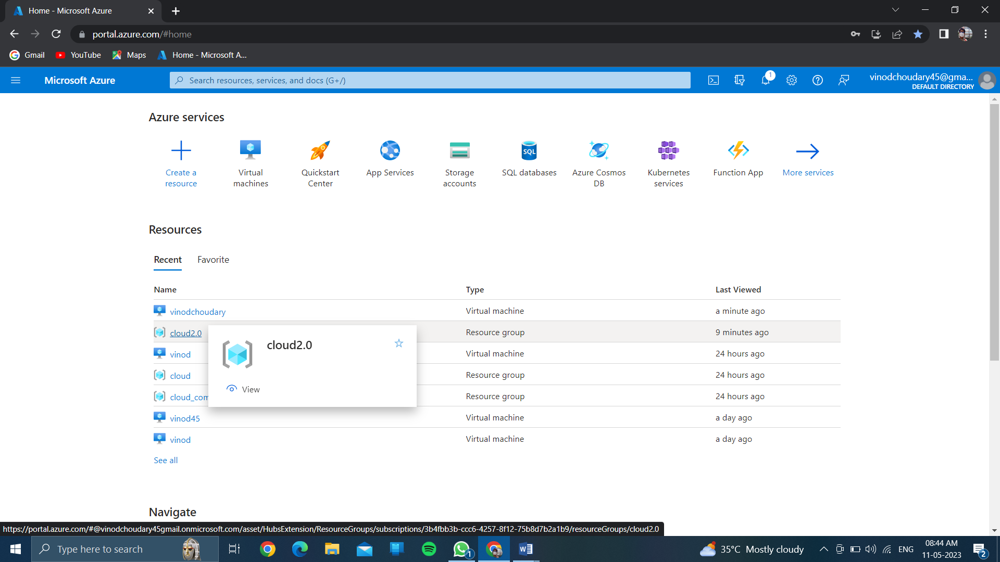 Home - Microsoft Azure
portal.azure.com/#home
Gmail YouTube Maps Home - Microsoft A...
Microsoft Azure
Search resources, services, and docs (G+/)
1
vinodchoudary45@gma...
DEFAULT DIRECTORY
Azure services
Create a resource
Virtual machines
Quickstart Center
App Services
Storage accounts
SQL
SQL databases
Azure Cosmos DB
Kubernetes services
Function App
More services
Resources
Recent Favorite
Name Type Last Viewed
vinodchoudary Virtual machine a minute ago
cloud2.0 Resource group 9 minutes ago
cloud2.0
View
vinod Virtual machine 24 hours ago
cloud Resource group 24 hours ago
cloud_com Resource group 24 hours ago
vinod45 Virtual machine a day ago
vinod Virtual machine a day ago
See all
Navigate
https://portal.azure.com/#@vinodchoudary45gmail.onmicrosoft.com/asset/HubsExtension/ResourceGroups/subscriptions/3b4fbb3b-ccc6-4257-8f12-75b8d7b2a1b9/resourceGroups/cloud2.0
Type here to search
1
35°C Mostly cloudy
ENG
08:44 AM
11-05-2023
2